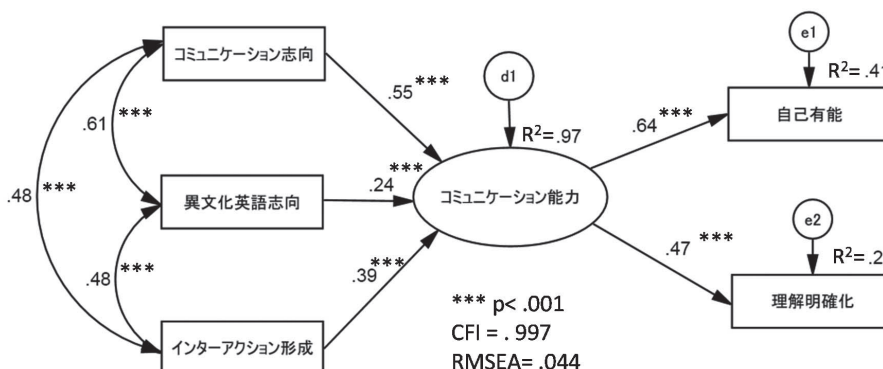 コミュニケーション志向
異文化英語志向
インターアクション形成
.61 ***
.48 ***
.48 ***
.55 ***
.24 ***
.39 ***
d1
R²= .97
コミュニケーション能力
.64 ***
.47 ***
e1
R²= .41
自己有能
e2
R²= .2
理解明確化
*** p< .001
CFI = . 997
RMSEA= .044